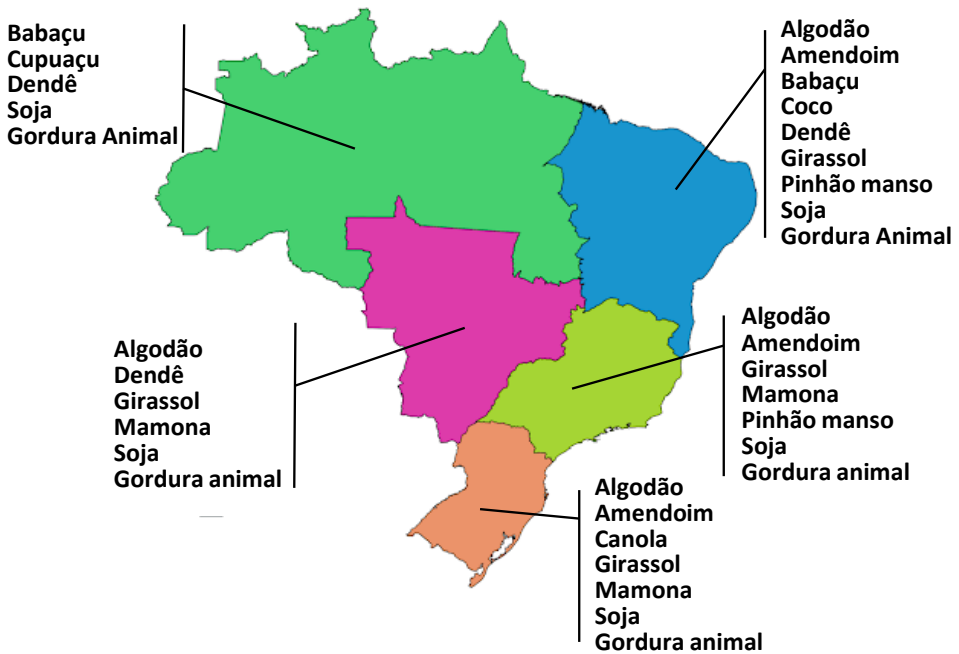 Babaçu
Cupuaçu
Dendê
Soja
Gordura Animal
Algodão
Amendoim
Babaçu
Coco
Dendê
Girassol
Pinhão manso
Soja
Gordura Animal
Algodão
Dendê
Girassol
Mamona
Soja
Gordura animal
Algodão
Amendoim
Girassol
Mamona
Pinhão manso
Soja
Gordura animal
Algodão
Amendoim
Canola
Girassol
Mamona
Soja
Gordura animal